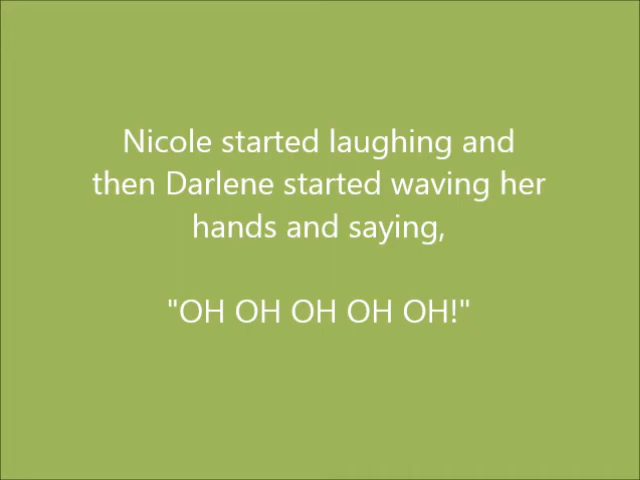 Nicole started laughing and
then Darlene started waving her
hands and saying,
"OH OH OH OH OH!"